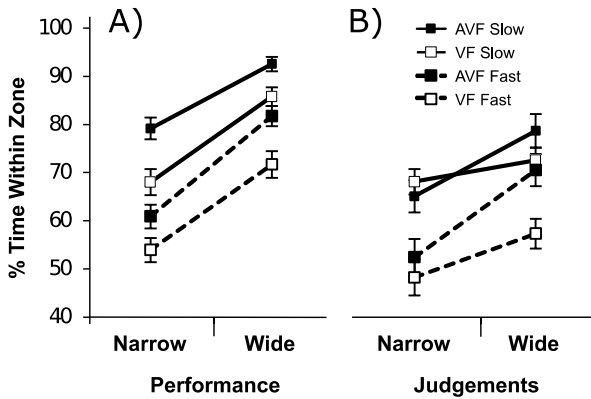 A)
B)
AVF Slow
VF Slow
AVF Fast
VF Fast
% Time Within Zone
100
90
80
70
60
50
40
Narrow Wide
Narrow Wide
Performance
Judgements